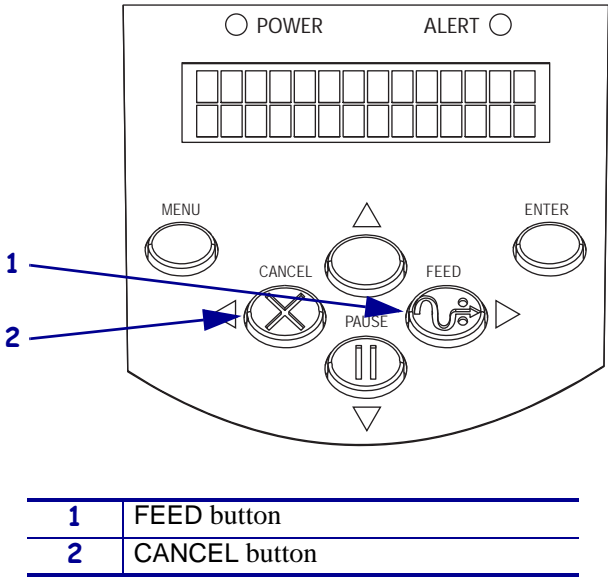 POWER ALERT
MENU ENTER
CANCEL FEED
1
PAUSE
2
1 FEED button
2 CANCEL button